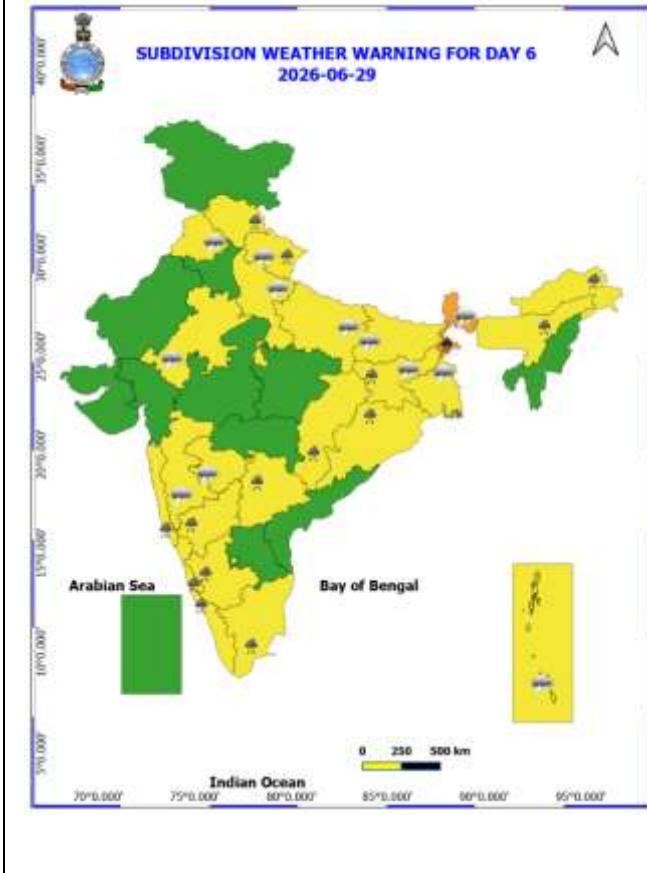 SUBDIVISION WEATHER WARNING FOR DAY 6
2026-06-29
40°0.000'
35°0.000'
30°0.000'
25°0.000'
20°0.000'
15°0.000'
10°0.000'
5°0.000'
Arabian Sea
Bay of Bengal
0 250 500 km
Indian Ocean
70°0.000' 75°0.000' 80°0.000' 85°0.000' 90°0.000' 95°0.000'